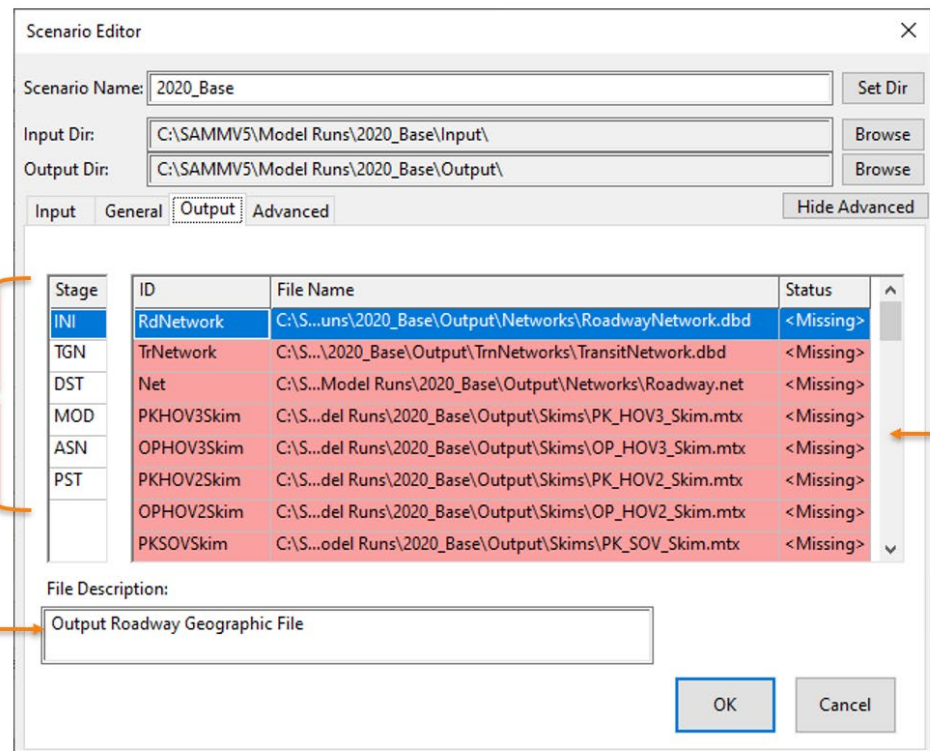 Scenario Editor
Scenario Name: 2020_Base Set Dir
Input Dir: C:\SAMMV5\Model Runs\2020_Base\Input\ Browse
Output Dir: C:\SAMMV5\Model Runs\2020_Base\Output\ Browse
Input General Output Advanced Hide Advanced
Stage ID File Name Status
INI RdNetwork C:\S...uns\2020_Base\Output\Networks\RoadwayNetwork.dbd <Missing>
TGN TrNetwork C:\S...\2020_Base\Output\TrnNetworks\TransitNetwork.dbd <Missing>
DST Net C:\S...Model Runs\2020_Base\Output\Networks\Roadway.net <Missing>
MOD PKHOV3Skim C:\S...del Runs\2020_Base\Output\Skims\PK_HOV3_Skim.mtx <Missing>
ASN OPHOV3Skim C:\S...del Runs\2020_Base\Output\Skims\OP_HOV3_Skim.mtx <Missing>
PST PKHOV2Skim C:\S...del Runs\2020_Base\Output\Skims\PK_HOV2_Skim.mtx <Missing>
OPHOV2Skim C:\S...del Runs\2020_Base\Output\Skims\OP_HOV2_Skim.mtx <Missing>
PKSOVSkim C:\S...odel Runs\2020_Base\Output\Skims\PK_SOV_Skim.mtx <Missing>
File Description:
Output Roadway Geographic File
OK Cancel